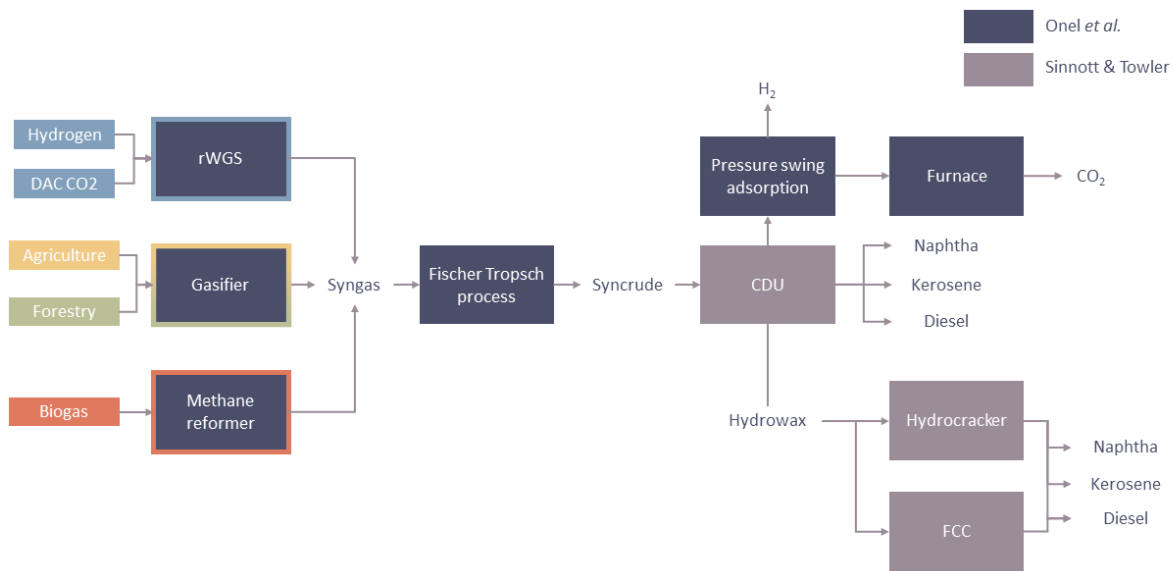 Onel et al.
Sinnott & Towler
H2
Hydrogen
DAC CO2
rWGS
Pressure swing
adsorption
Furnace
CO2
Agriculture
Forestry
Gasifier
Syngas
Fischer Tropsch
process
Syncrude
CDU
Naphtha
Kerosene
Diesel
Biogas
Methane
reformer
Hydrowax
Hydrocracker
FCC
Naphtha
Kerosene
Diesel